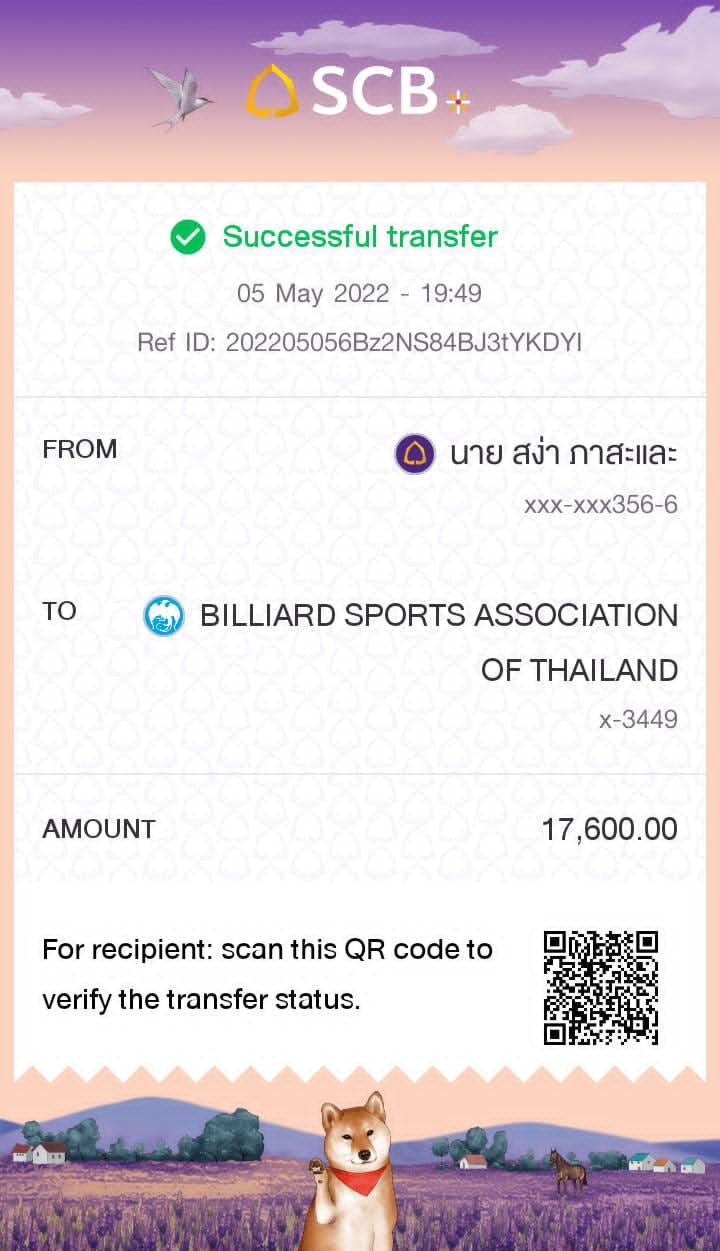 SCB
Successful transfer
05 May 2022 - 19:49
Ref ID: 202205056Bz2NS84BJ3tYKDYI
FROM
นาย สง่า ภาสะและ
xxx-xxx356-6
TO
BILLIARD SPORTS ASSOCIATION
OF THAILAND
x-3449
AMOUNT
17,600.00
For recipient: scan this QR code to
verify the transfer status.